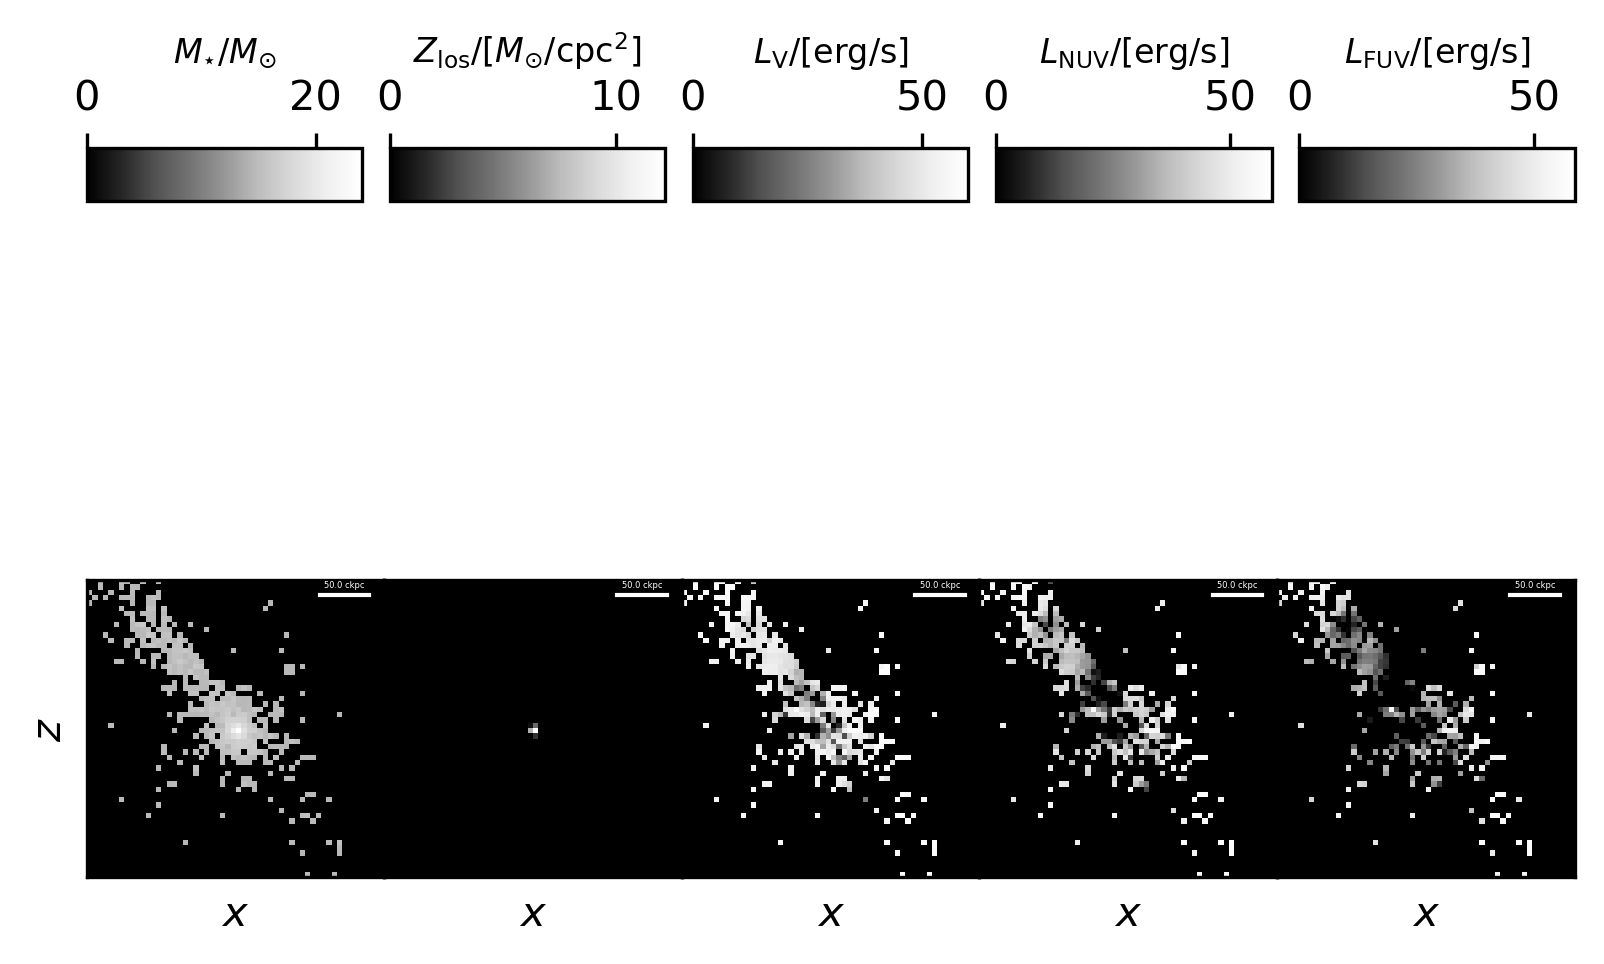 M⋆/M⊙ Z_los/[M⊙/cpc²] L_V/[erg/s] L_NUV/[erg/s] L_FUV/[erg/s]
0 20 0 10 0 50 0 50 0 50
50.0 ckpc 50.0 ckpc 50.0 ckpc 50.0 ckpc 50.0 ckpc
z
x x x x x